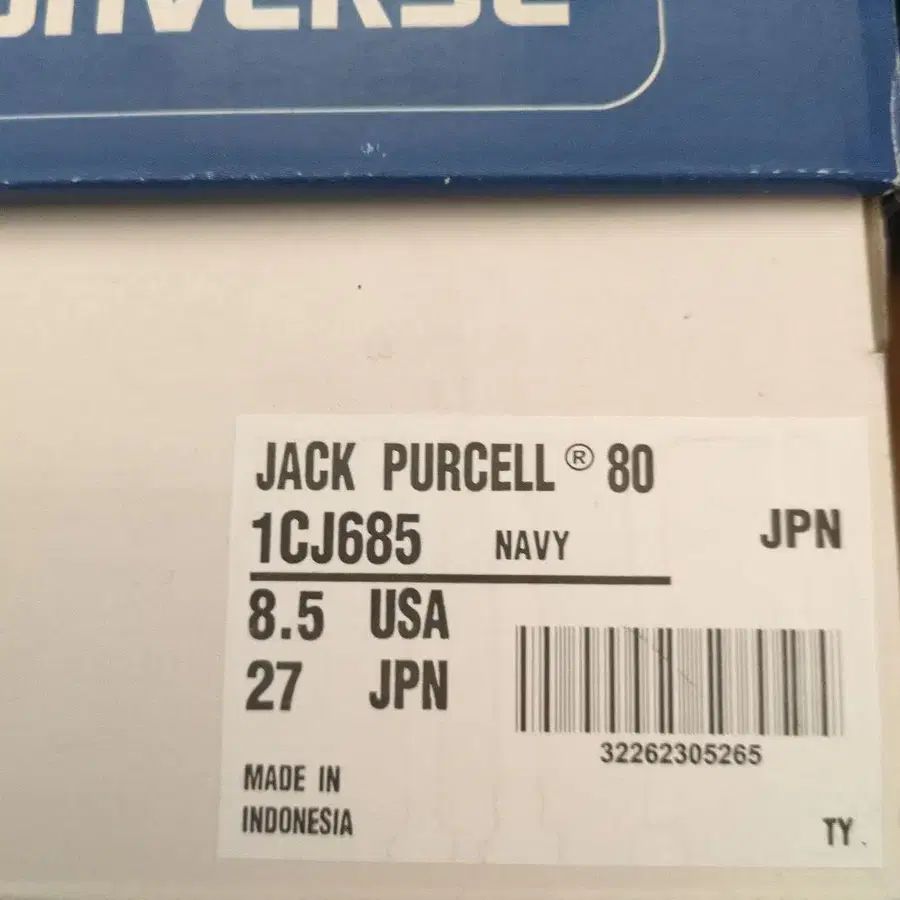 JACK PURCELL® 80
1CJ685 NAVY JPN
8.5 USA
27 JPN
32262305265
MADE IN
INDONESIA
TY